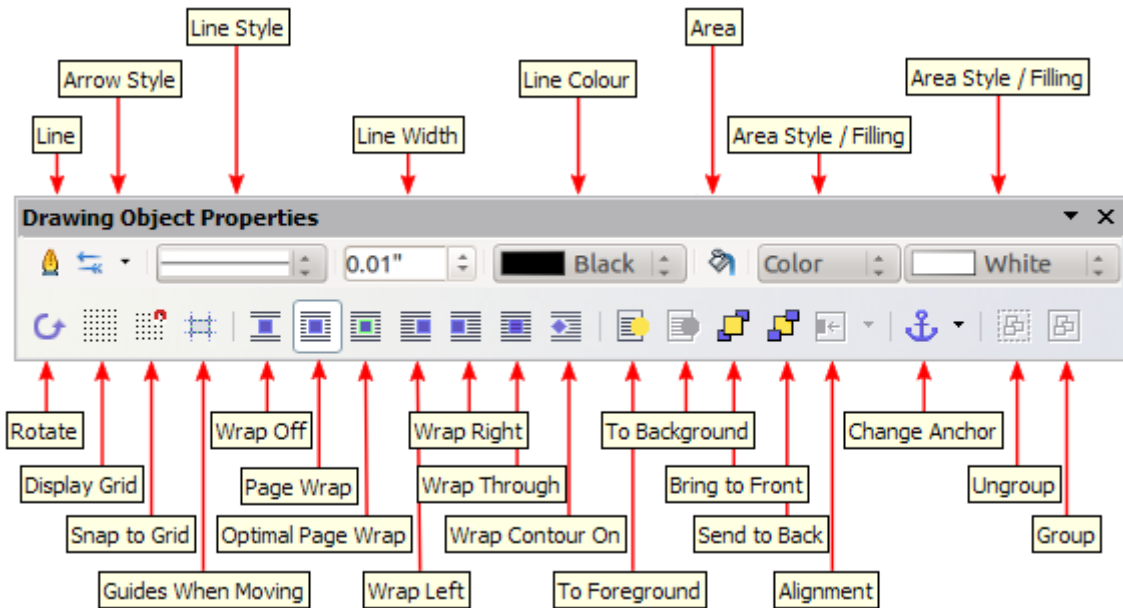 Line Style
Area
Arrow Style
Line Colour
Area Style / Filling
Line
Line Width
Area Style / Filling
Drawing Object Properties
0.01"
Black
Color
White
Rotate
Wrap Off
Wrap Right
To Background
Change Anchor
Display Grid
Page Wrap
Wrap Through
Bring to Front
Ungroup
Snap to Grid
Optimal Page Wrap
Wrap Contour On
Send to Back
Group
Guides When Moving
Wrap Left
To Foreground
Alignment